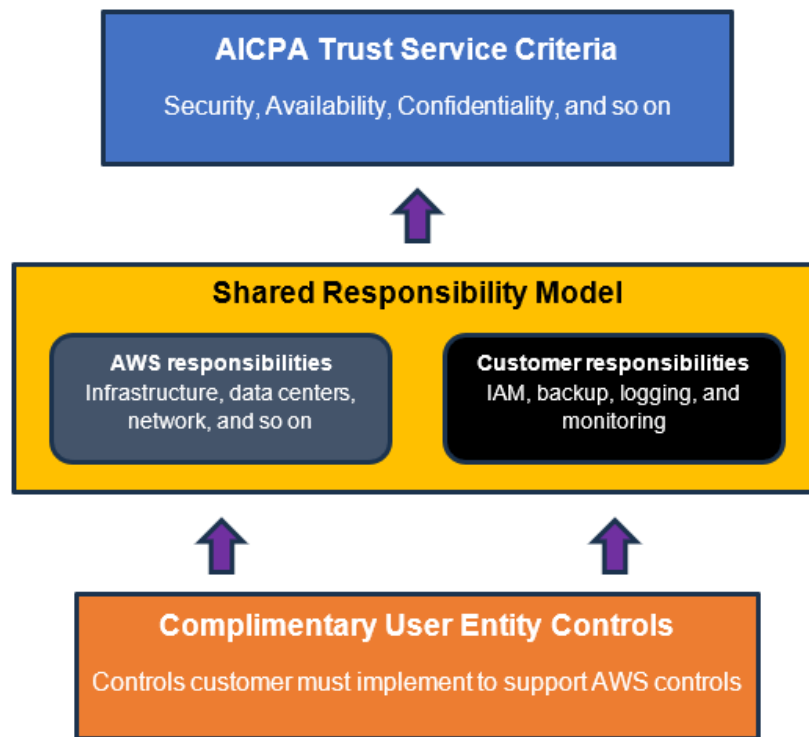 AICPA Trust Service Criteria
Security, Availability, Confidentiality, and so on
Shared Responsibility Model
AWS responsibilities
Infrastructure, data centers,
network, and so on
Customer responsibilities
IAM, backup, logging, and
monitoring
Complimentary User Entity Controls
Controls customer must implement to support AWS controls